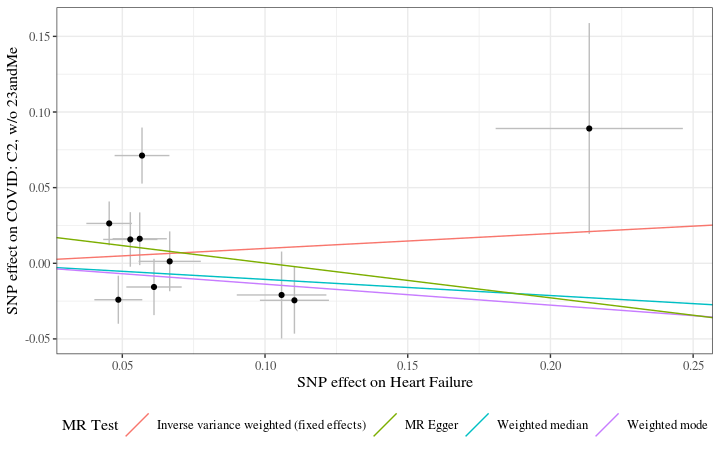 SNP effect on COVID: C2, w/o 23andMe
0.15
0.10
0.05
0.00
-0.05
0.05
0.10
0.15
0.20
0.25
SNP effect on Heart Failure
MR Test
Inverse variance weighted (fixed effects)
MR Egger
Weighted median
Weighted mode